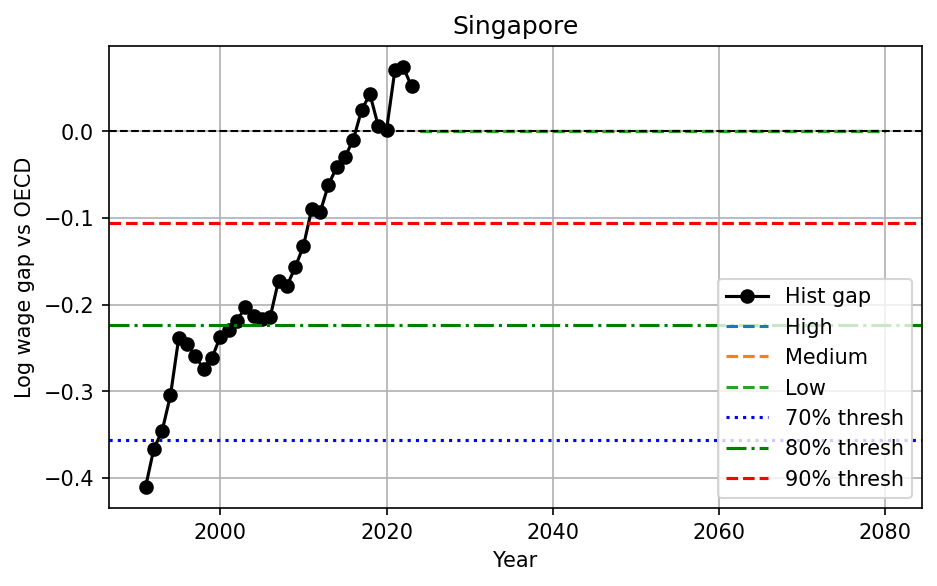 Singapore
Log wage gap vs OECD
0.0
−0.1
−0.2
−0.3
−0.4
Hist gap
High
Medium
Low
70% thresh
80% thresh
90% thresh
2000
2020
2040
2060
2080
Year